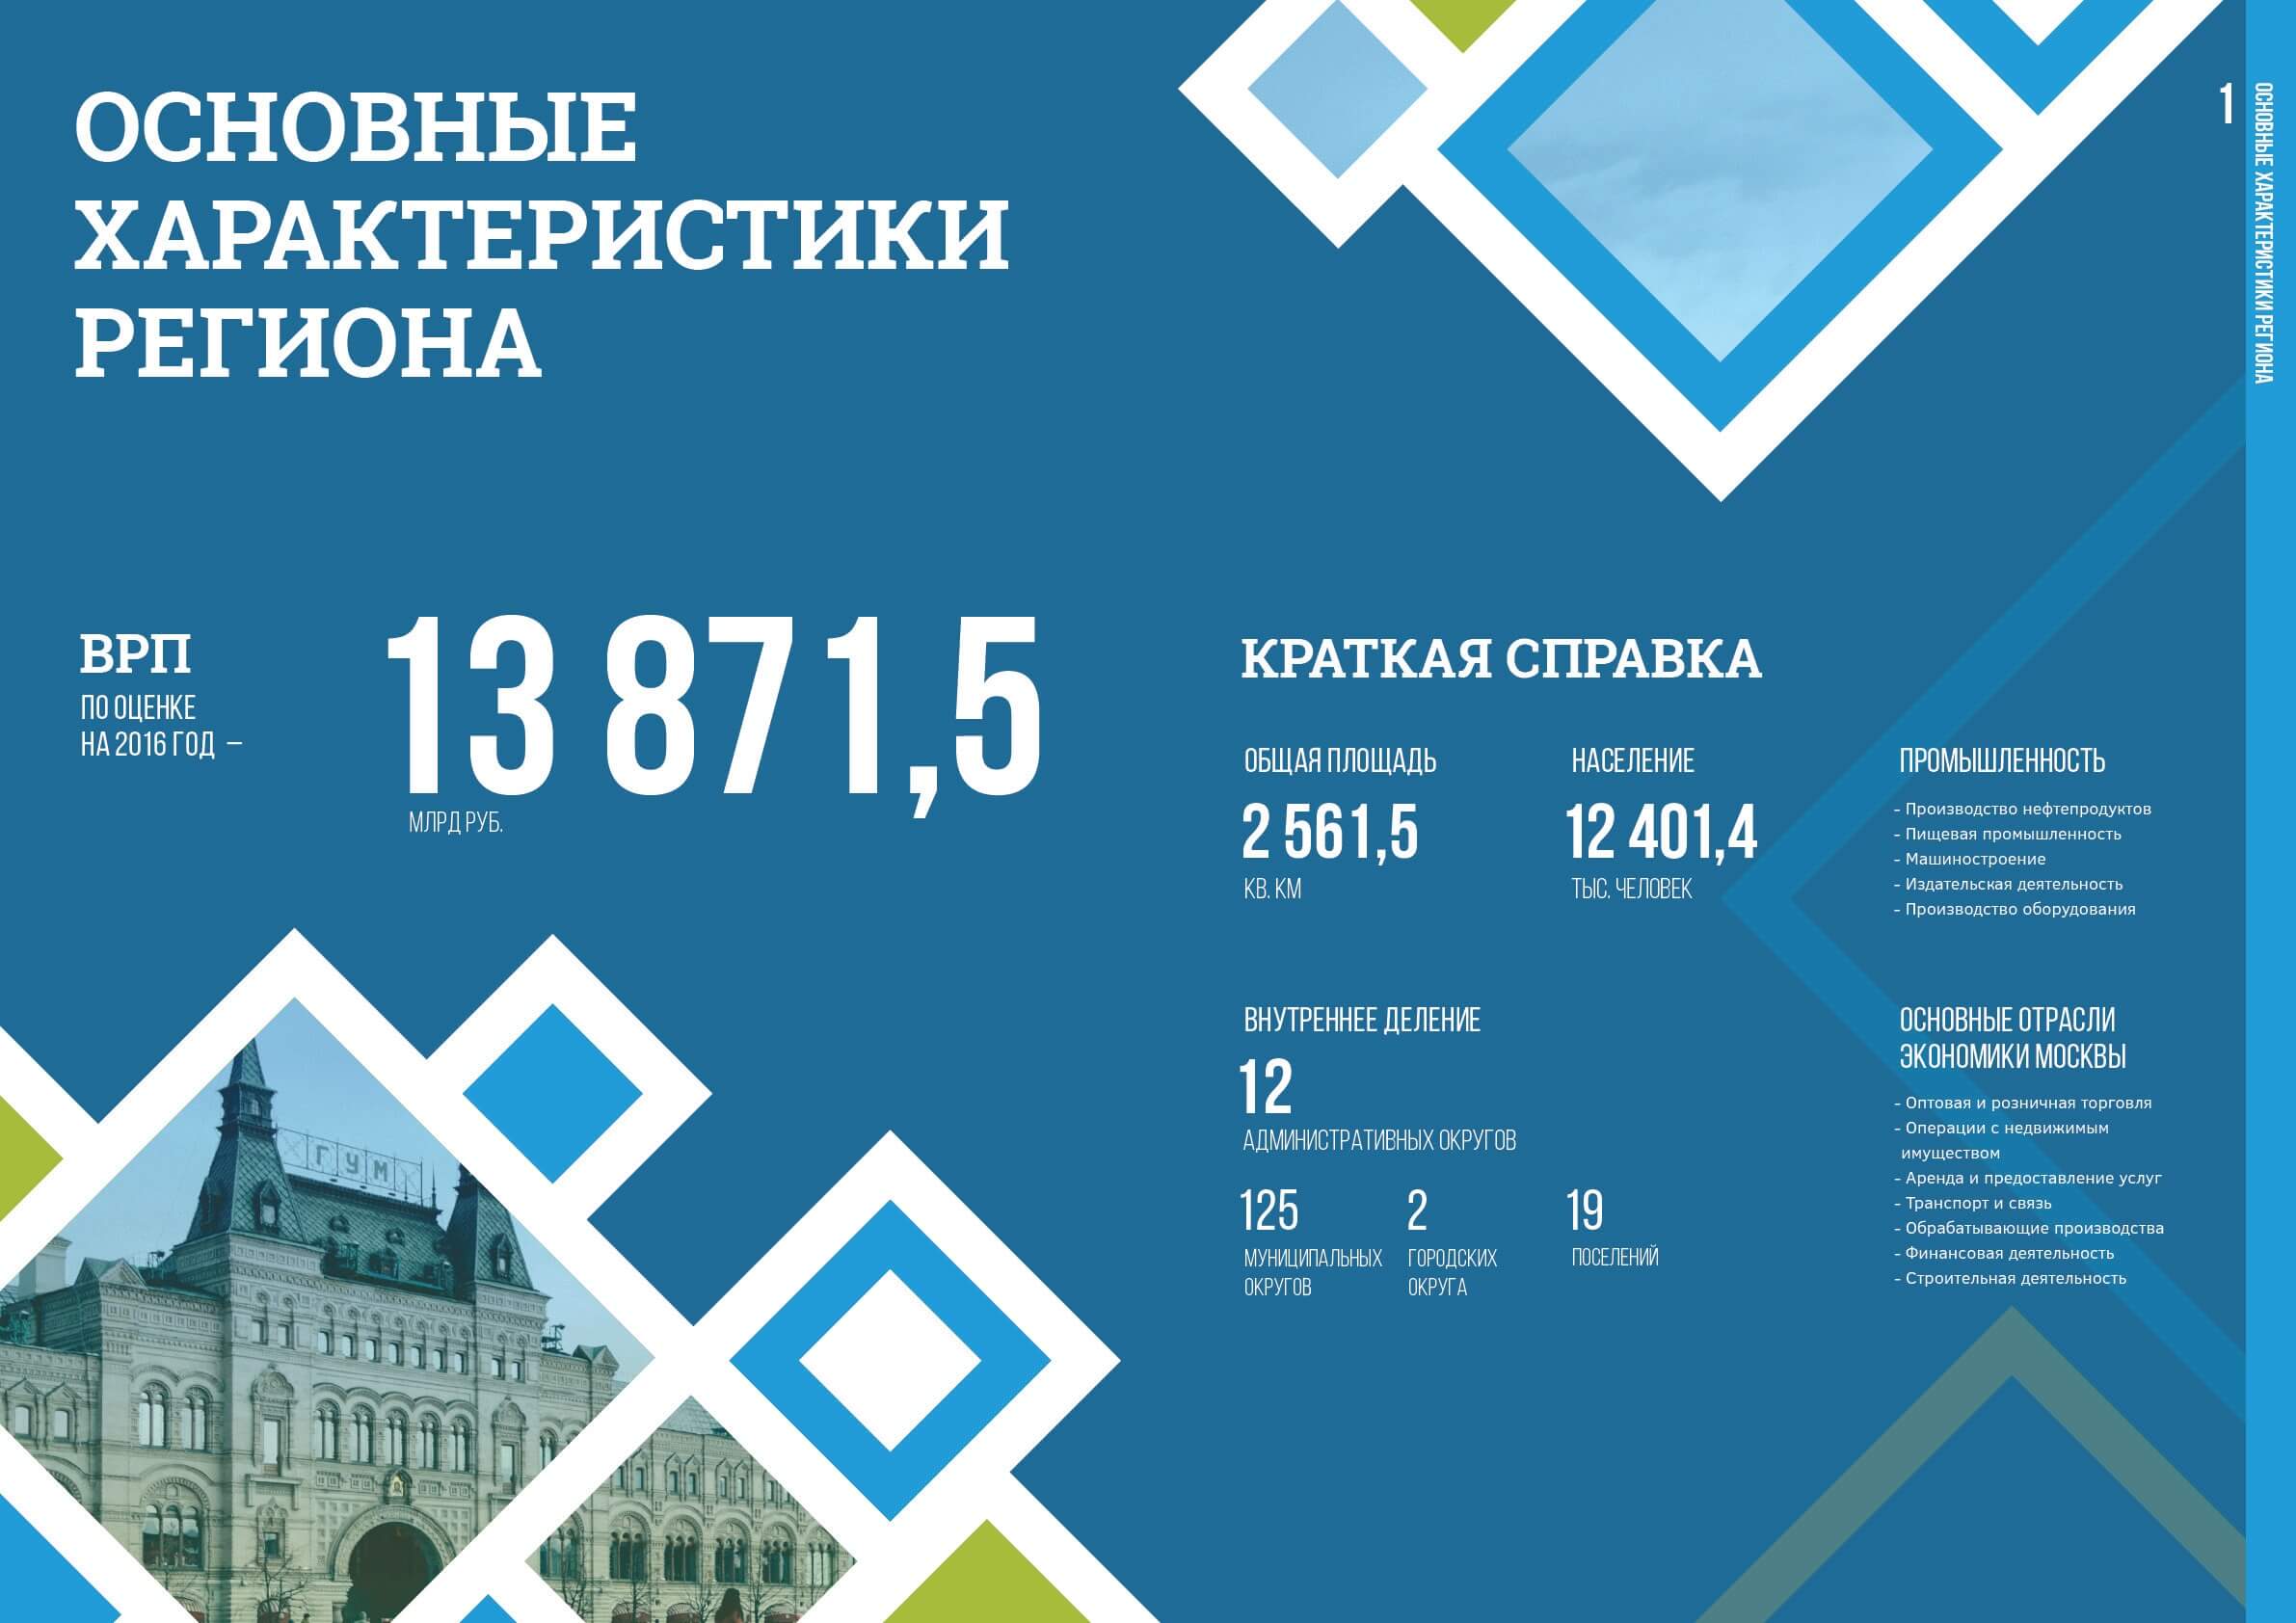 ОСНОВНЫЕ
ХАРАКТЕРИСТИКИ
РЕГИОНА
1
ОСНОВНЫЕ ХАРАКТЕРИСТИКИ РЕГИОНА
ВРП
ПО ОЦЕНКЕ
НА 2016 ГОД –
13 871,5
МЛРД РУБ.
КРАТКАЯ СПРАВКА
ОБЩАЯ ПЛОЩАДЬ
2 561,5
КВ. КМ
НАСЕЛЕНИЕ
12 401,4
ТЫС. ЧЕЛОВЕК
ПРОМЫШЛЕННОСТЬ
- Производство нефтепродуктов
- Пищевая промышленность
- Машиностроение
- Издательская деятельность
- Производство оборудования
ВНУТРЕННЕЕ ДЕЛЕНИЕ
12
АДМИНИСТРАТИВНЫХ ОКРУГОВ
125
МУНИЦИПАЛЬНЫХ
ОКРУГОВ
2
ГОРОДСКИХ
ОКРУГА
19
ПОСЕЛЕНИЙ
ОСНОВНЫЕ ОТРАСЛИ
ЭКОНОМИКИ МОСКВЫ
- Оптовая и розничная торговля
- Операции с недвижимым
имуществом
- Аренда и предоставление услуг
- Транспорт и связь
- Обрабатывающие производства
- Финансовая деятельность
- Строительная деятельность
ГУМ